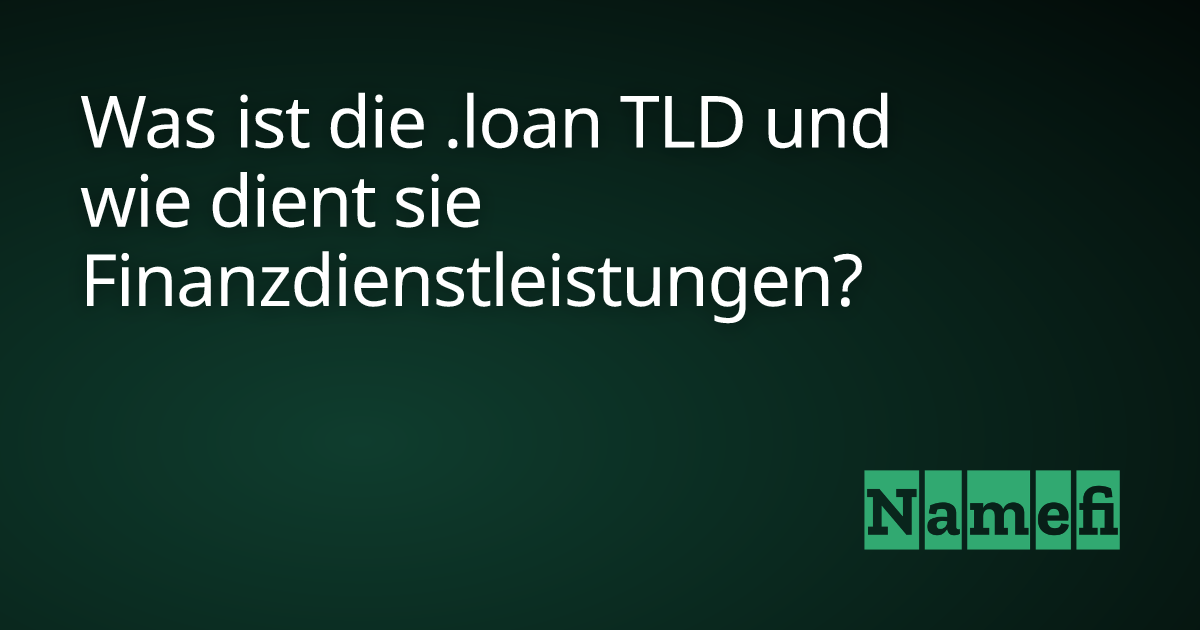 Was ist die .loan TLD und
wie dient sie
Finanzdienstleistungen?
Namefi